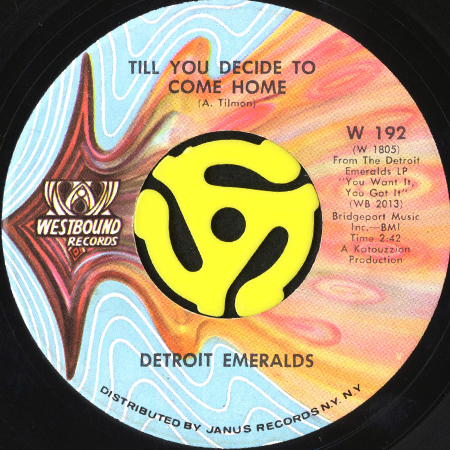 TILL YOU DECIDE TO
COME HOME
(A. Tilmon)
W 192
(W 1805)
From The Detroit
Emeralds LP
"You Want It,
You Got It"
(WB 2013)
Bridgeport Music
Inc.—BMI
Time 2:42
A Katouzzian
Production
WESTBOUND
RECORDS
DETROIT EMERALDS
DISTRIBUTED BY JANUS RECORDS N.Y. N.Y.